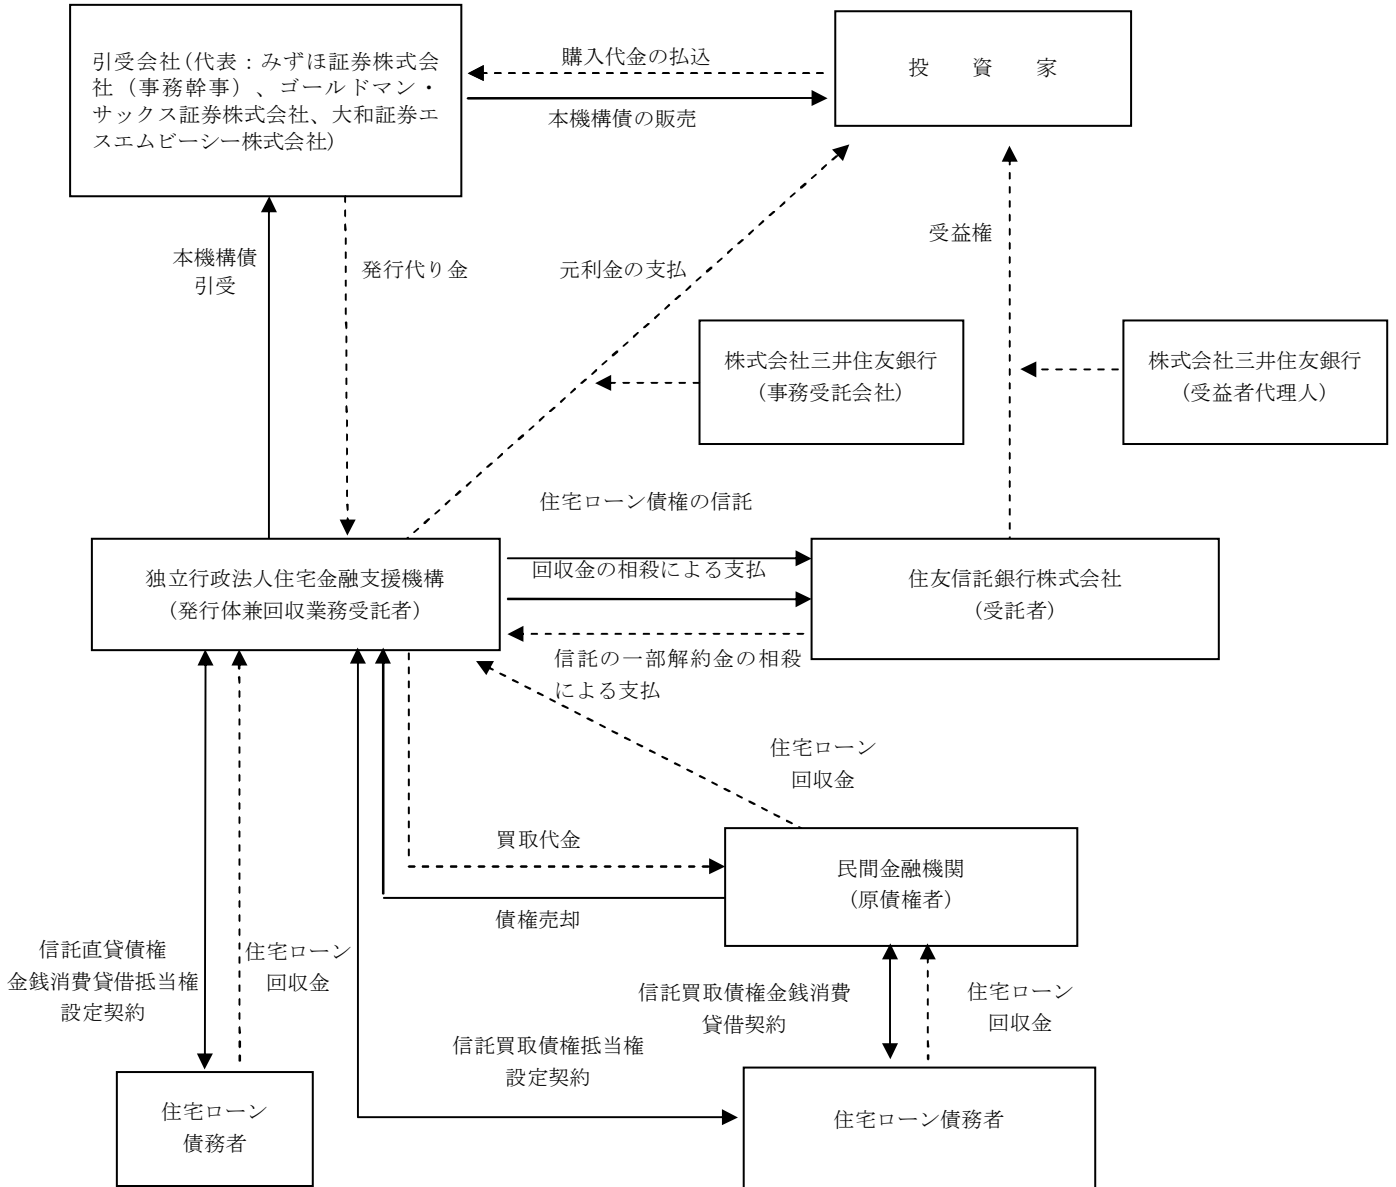 引受会社(代表：みずほ証券株式会
社（事務幹事）、ゴールドマン・
サックス証券株式会社、大和証券エ
スエムビーシー株式会社)
購入代金の払込
本機構債の販売
投　資　家
本機構債
引受
発行代り金
元利金の支払
受益権
株式会社三井住友銀行
（事務受託会社）
株式会社三井住友銀行
（受益者代理人）
住宅ローン債権の信託
独立行政法人住宅金融支援機構
（発行体兼回収業務受託者）
回収金の相殺による支払
住友信託銀行株式会社
（受託者）
信託の一部解約金の相殺
による支払
住宅ローン
回収金
買取代金
民間金融機関
（原債権者）
債権売却
信託直貸債権
金銭消費貸借抵当権
設定契約
住宅ローン
回収金
信託買取債権金銭消費
貸借契約
住宅ローン
回収金
信託買取債権抵当権
設定契約
住宅ローン
債務者
住宅ローン債務者